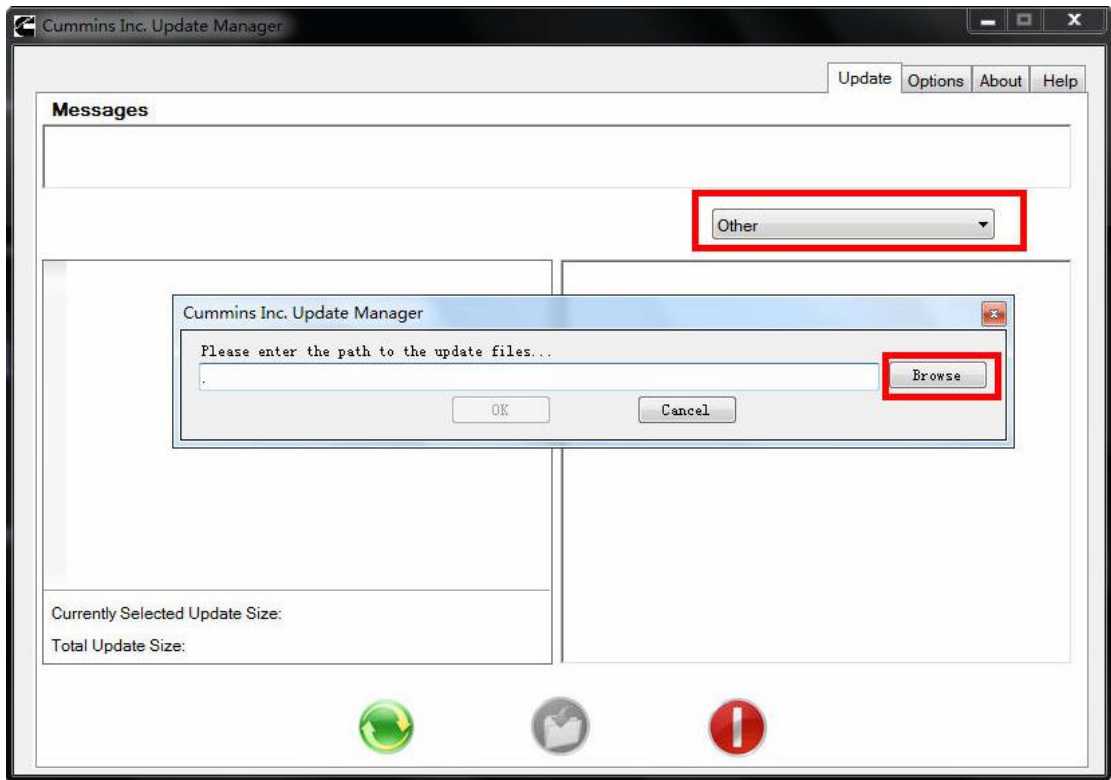 Cummins Inc. Update Manager
Update Options About Help
Messages
Other
Cummins Inc. Update Manager
Please enter the path to the update files...
.
Browse
OK Cancel
Currently Selected Update Size:
Total Update Size: